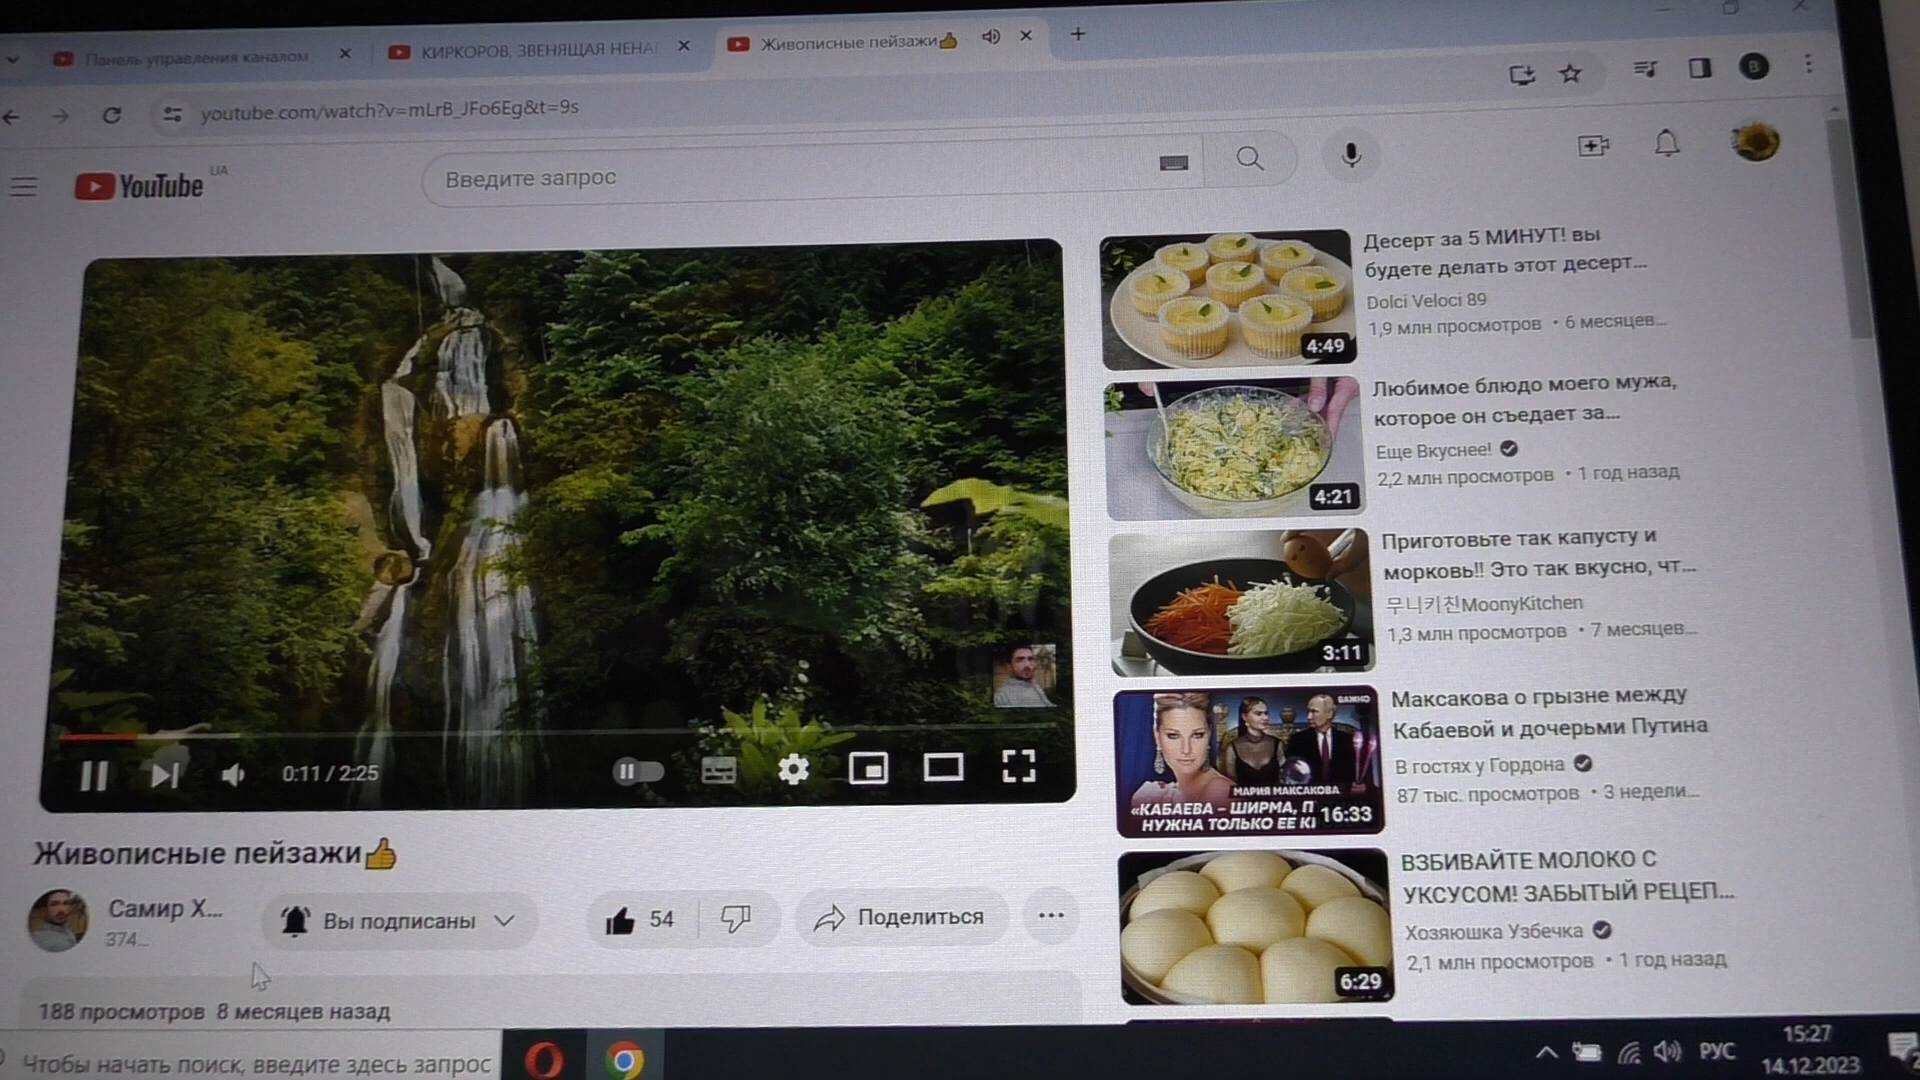 Панель управления каналом
КИРКОРОВ, ЗВЕНЯЩАЯ НЕНА
Живописные пейзажи👍
youtube.com/watch?v=mLrB_JFo6Eg&t=9s
B
YouTube UA
Введите запрос
Десерт за 5 МИНУТ! вы
будете делать этот десерт...
Dolci Veloci 89
1,9 млн просмотров • 6 месяцев...
4:49
Любимое блюдо моего мужа,
которое он съедает за...
Еще Вкуснее!
2,2 млн просмотров • 1 год назад
4:21
Приготовьте так капусту и
морковь!! Это так вкусно, чт...
무니키친MoonyKitchen
1,3 млн просмотров • 7 месяцев...
3:11
Максакова о грызне между
Кабаевой и дочерьми Путина
В гостях у Гордона
87 тыс. просмотров • 3 недели...
ВАЖНО
МАРИЯ МАКСАКОВА
«КАБАЕВА – ШИРМА, П
НУЖНА ТОЛЬКО ЕЕ
16:33
ВЗБИВАЙТЕ МОЛОКО С
УКСУСОМ! ЗАБЫТЫЙ РЕЦЕП...
Хозяюшка Узбечка
2,1 млн просмотров • 1 год назад
6:29
0:11 / 2:25
Живописные пейзажи👍
Самир Х...
374...
Вы подписаны
54
Поделиться
188 просмотров 8 месяцев назад
Чтобы начать поиск, введите здесь запрос
РУС
15:27
14.12.2023